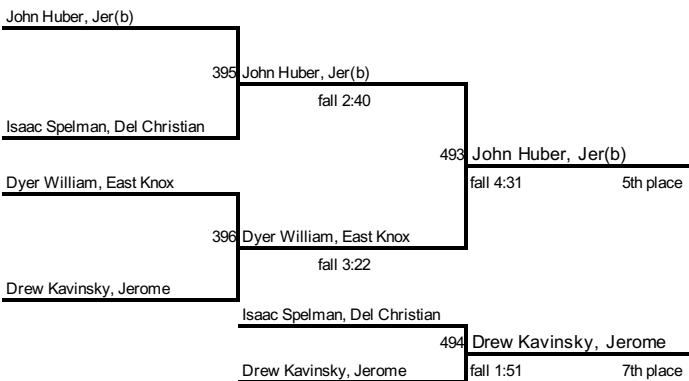 John Huber, Jer(b)
395 John Huber, Jer(b)
fall 2:40
Isaac Spelman, Del Christian
493 John Huber, Jer(b)
Dyer William, East Knox
fall 4:31 5th place
396 Dyer William, East Knox
fall 3:22
Drew Kavinsky, Jerome
Isaac Spelman, Del Christian
494 Drew Kavinsky, Jerome
Drew Kavinsky, Jerome
fall 1:51 7th place